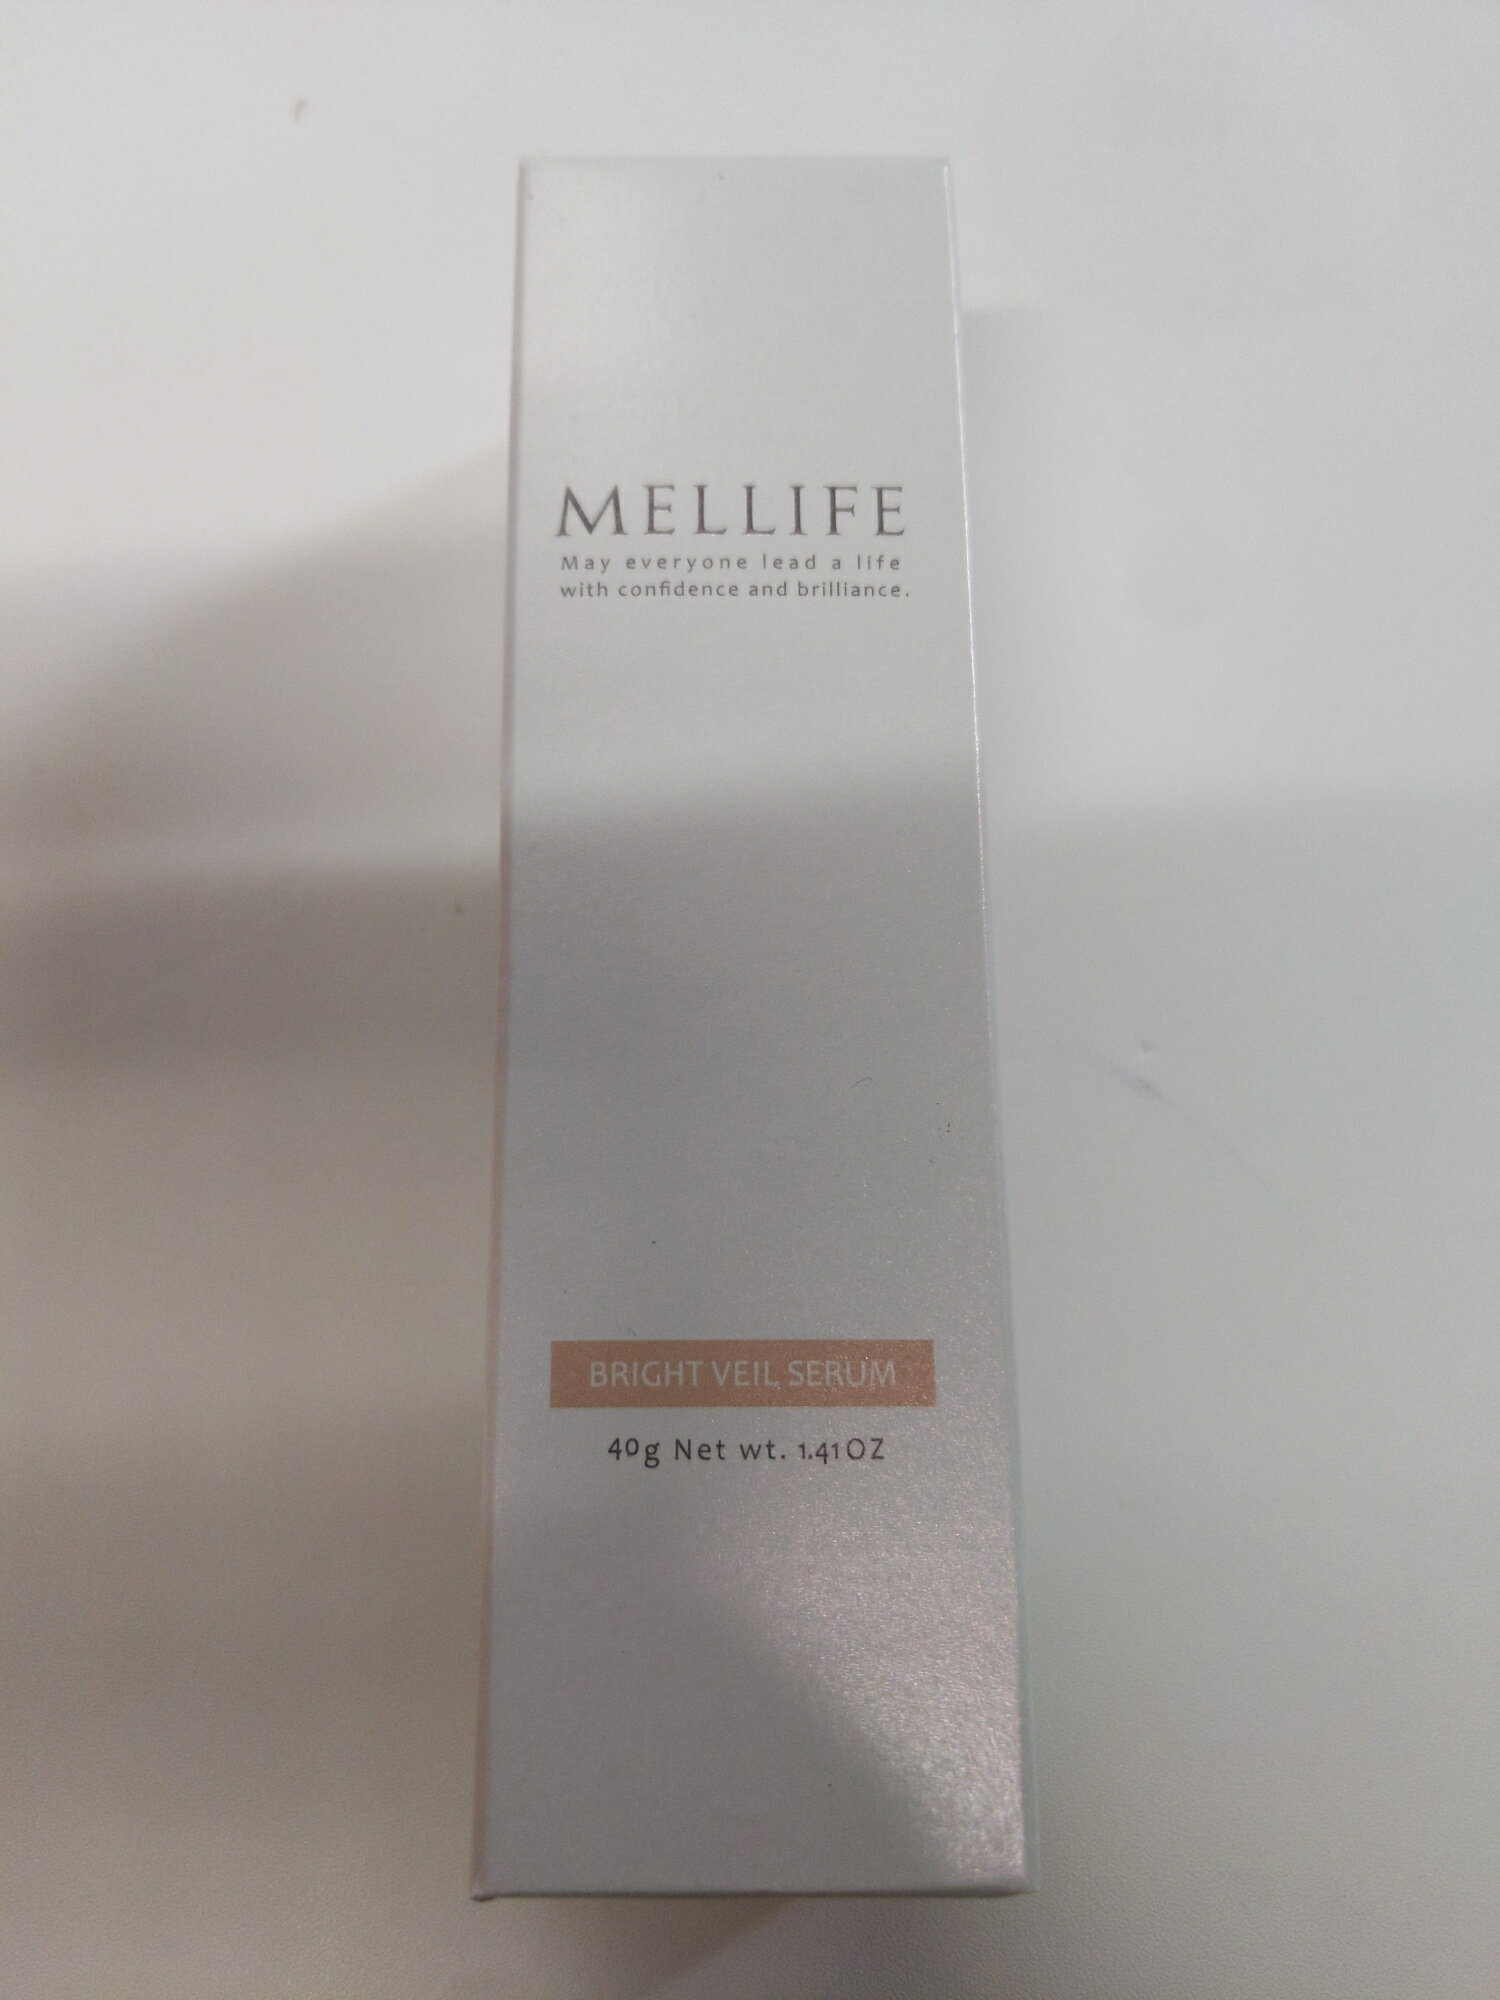 MELLIFE
May everyone lead a life
with confidence and brilliance.
BRIGHT VEIL SERUM
40g Net wt. 1.41OZ